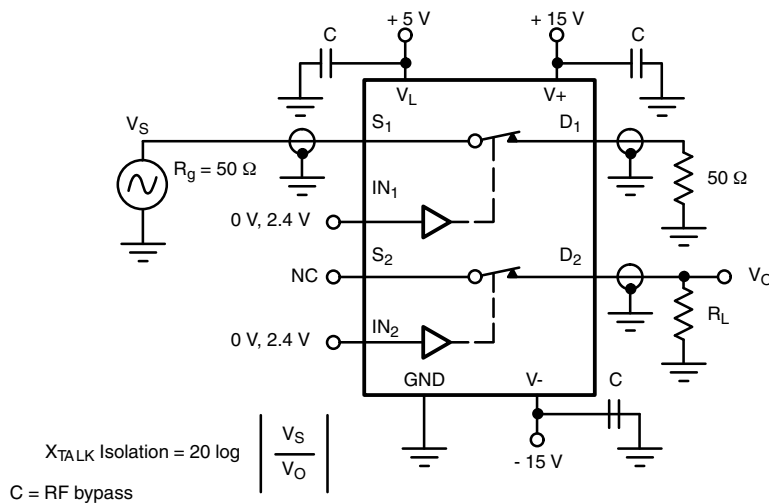 + 5 V
+ 15 V
C
C
V_L
V+
V_S
S_1
D_1
R_g = 50 Ω
50 Ω
IN_1
0 V, 2.4 V
S_2
D_2
NC
V_O
R_L
IN_2
0 V, 2.4 V
GND
V-
C
X_TALK Isolation = 20 log | V_S / V_O |
- 15 V
C = RF bypass